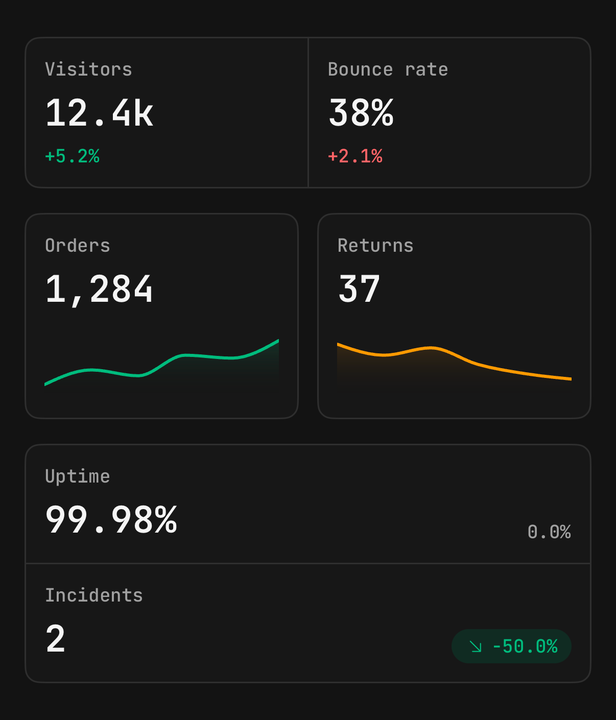 Visitors
12.4k
+5.2%
Bounce rate
38%
+2.1%
Orders
1,284
Returns
37
Uptime
99.98%
0.0%
Incidents
2
-50.0%